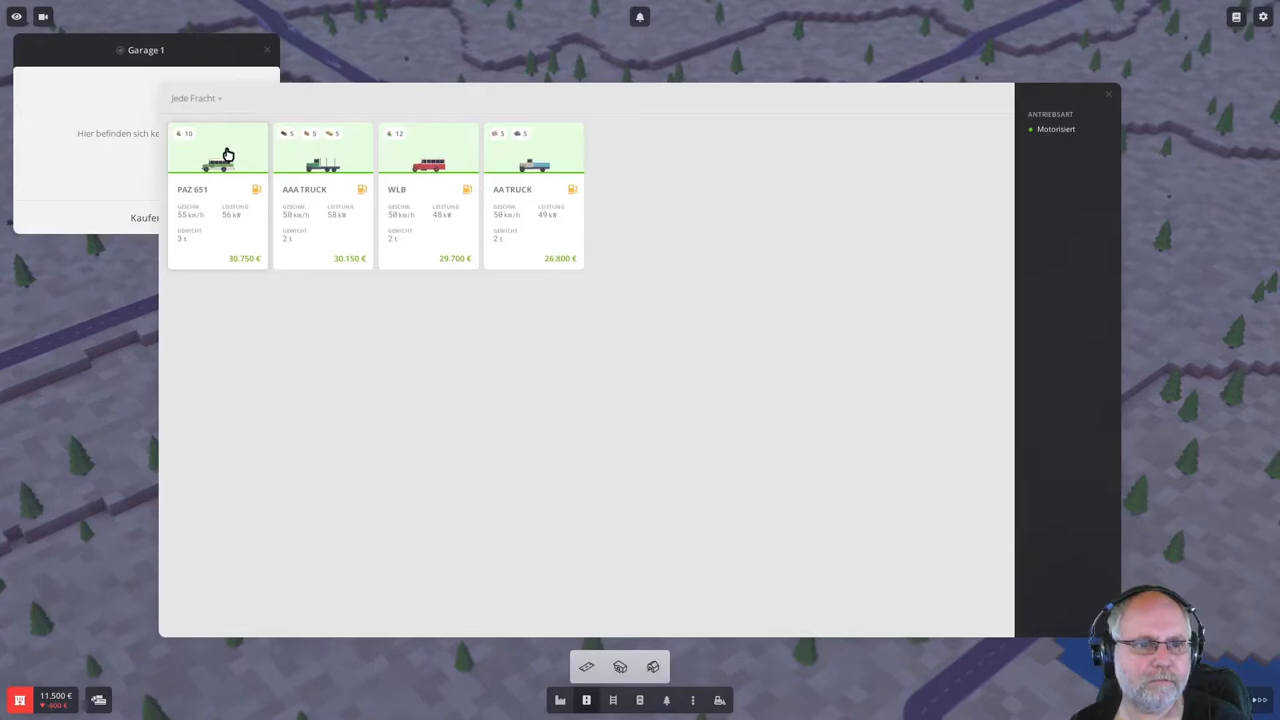 Garage 1
Hier befinden sich ke
Kaufen
Jede Fracht
10
5 5 5
12
5 5
PAZ 651
AAA TRUCK
WLB
AA TRUCK
GESCHW. LEISTUNG
55 km/h 56 kW
GEWICHT
3 t
30.750 €
GESCHW. LEISTUNG
50 km/h 58 kW
GEWICHT
2 t
30.150 €
GESCHW. LEISTUNG
50 km/h 48 kW
GEWICHT
2 t
29.700 €
GESCHW. LEISTUNG
50 km/h 49 kW
GEWICHT
2 t
26.800 €
ANTRIEBSART
Motorisiert
11.500 €
-900 €